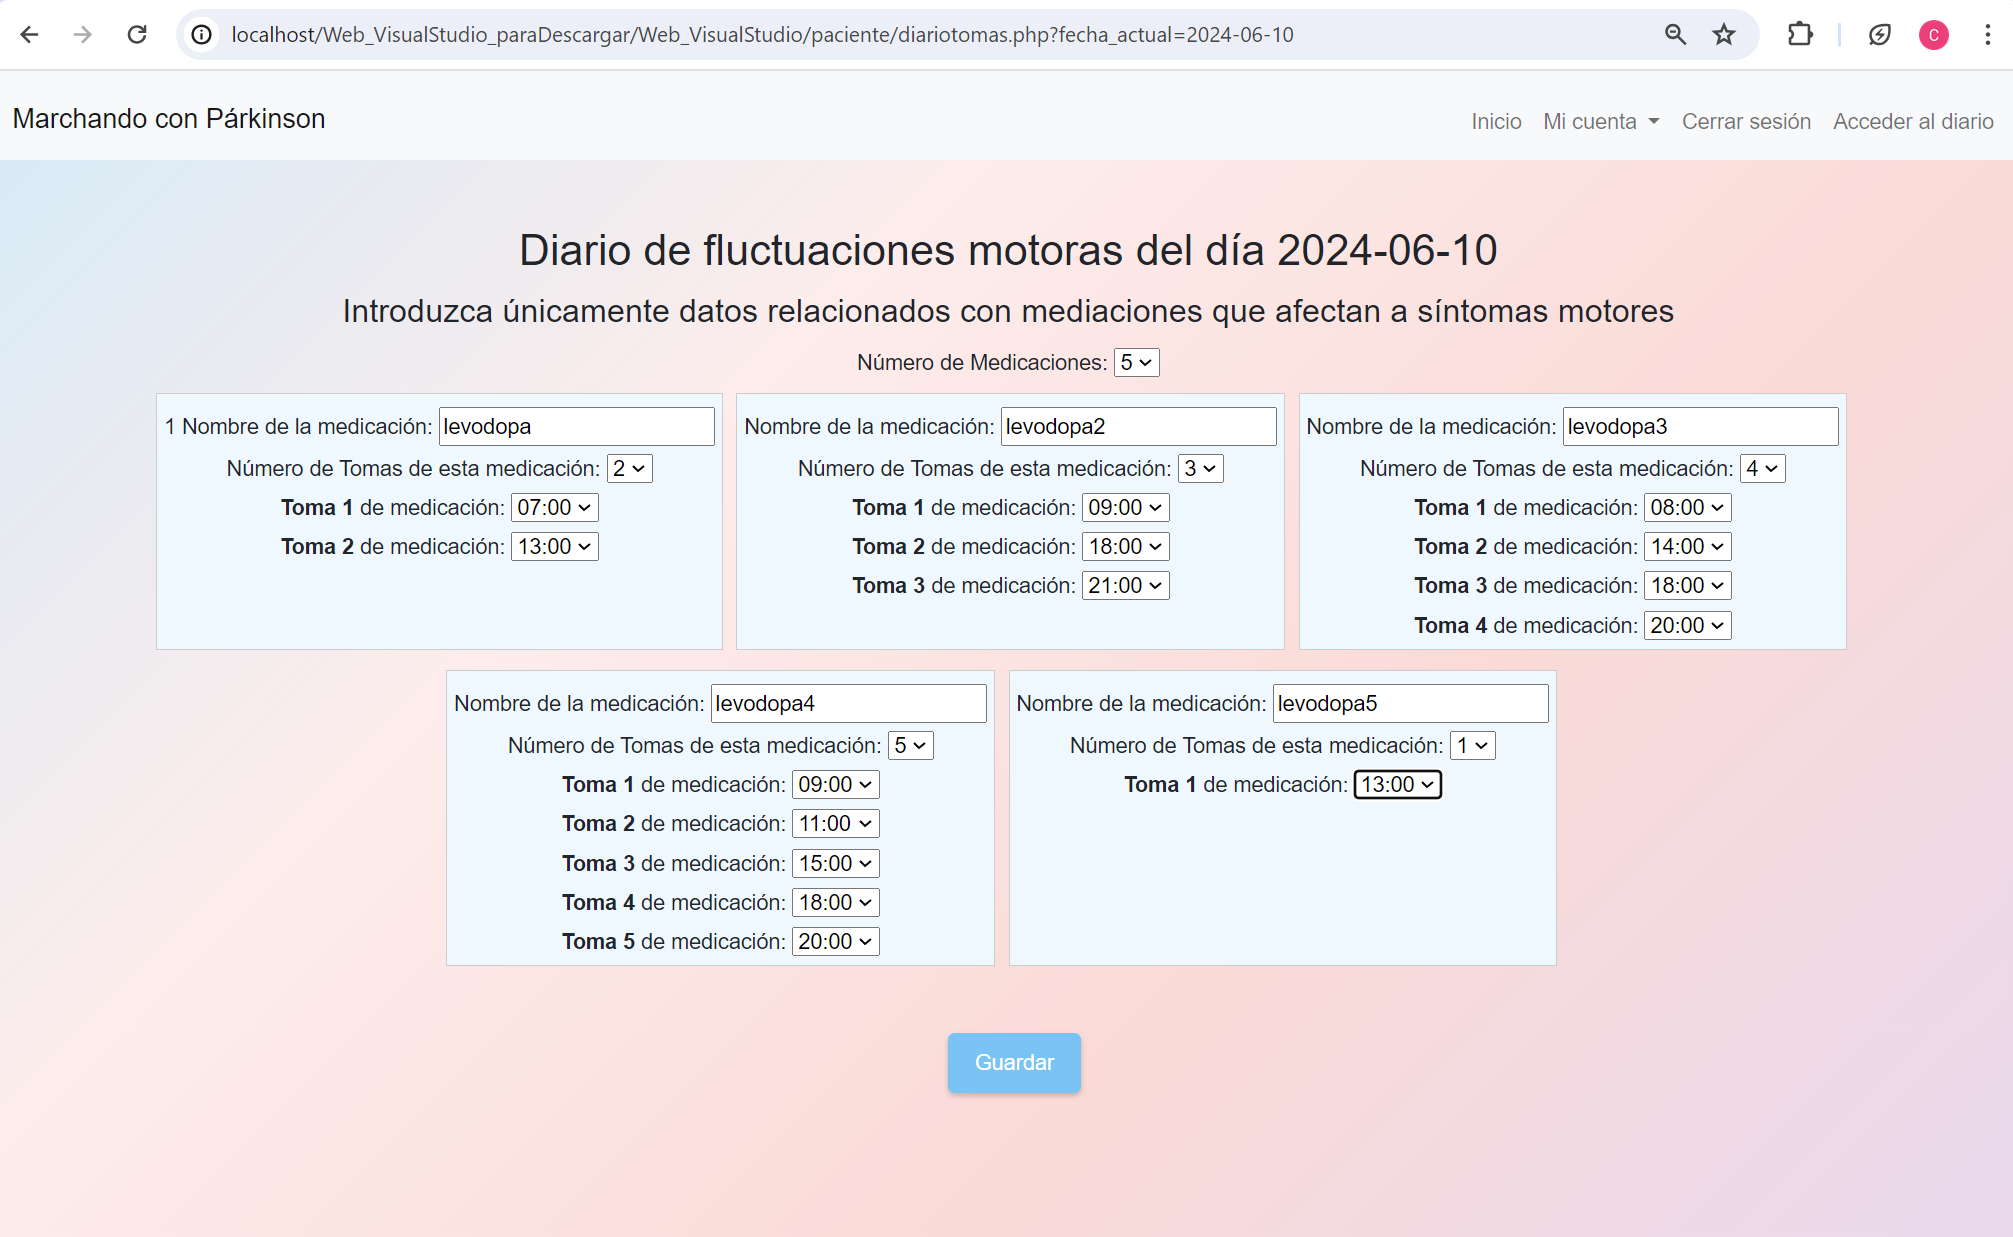 localhost/Web_VisualStudio_paraDescargar/Web_VisualStudio/paciente/diariotomas.php?fecha_actual=2024-06-10
C
Marchando con Párkinson
Inicio Mi cuenta Cerrar sesión Acceder al diario
Diario de fluctuaciones motoras del día 2024-06-10
Introduzca únicamente datos relacionados con mediaciones que afectan a síntomas motores
Número de Medicaciones: 5
1 Nombre de la medicación: levodopa
Número de Tomas de esta medicación: 2
Toma 1 de medicación: 07:00
Toma 2 de medicación: 13:00
Nombre de la medicación: levodopa2
Número de Tomas de esta medicación: 3
Toma 1 de medicación: 09:00
Toma 2 de medicación: 18:00
Toma 3 de medicación: 21:00
Nombre de la medicación: levodopa3
Número de Tomas de esta medicación: 4
Toma 1 de medicación: 08:00
Toma 2 de medicación: 14:00
Toma 3 de medicación: 18:00
Toma 4 de medicación: 20:00
Nombre de la medicación: levodopa4
Número de Tomas de esta medicación: 5
Toma 1 de medicación: 09:00
Toma 2 de medicación: 11:00
Toma 3 de medicación: 15:00
Toma 4 de medicación: 18:00
Toma 5 de medicación: 20:00
Nombre de la medicación: levodopa5
Número de Tomas de esta medicación: 1
Toma 1 de medicación: 13:00
Guardar